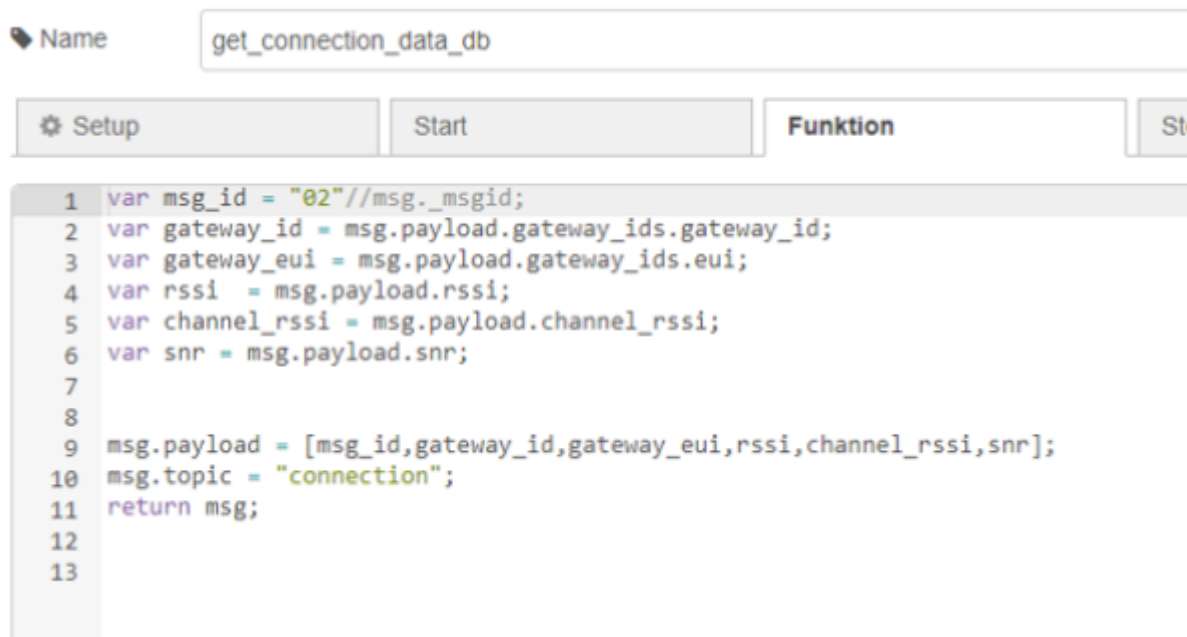 Name
get_connection_data_db
Setup
Start
Funktion
St
1 var msg_id = "02"//msg._msgid;
2 var gateway_id = msg.payload.gateway_ids.gateway_id;
3 var gateway_eui = msg.payload.gateway_ids.eui;
4 var rssi  = msg.payload.rssi;
5 var channel_rssi = msg.payload.channel_rssi;
6 var snr = msg.payload.snr;
7
8
9 msg.payload = [msg_id,gateway_id,gateway_eui,rssi,channel_rssi,snr];
10 msg.topic = "connection";
11 return msg;
12
13